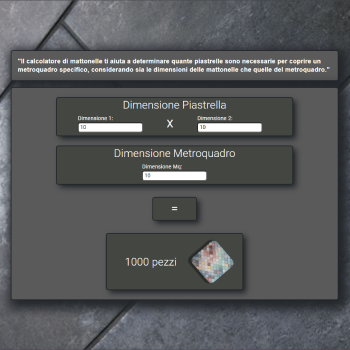 "Il calcolatore di mattonelle ti aiuta a determinare quante piastrelle sono necessarie per coprire un
metroquadro specifico, considerando sia le dimensioni delle mattonelle che quelle del metroquadro."
Dimensione Piastrella
Dimensione 1: Dimensione 2:
10 X 10
Dimensione Metroquadro
Dimensione Mq:
10
=
1000 pezzi